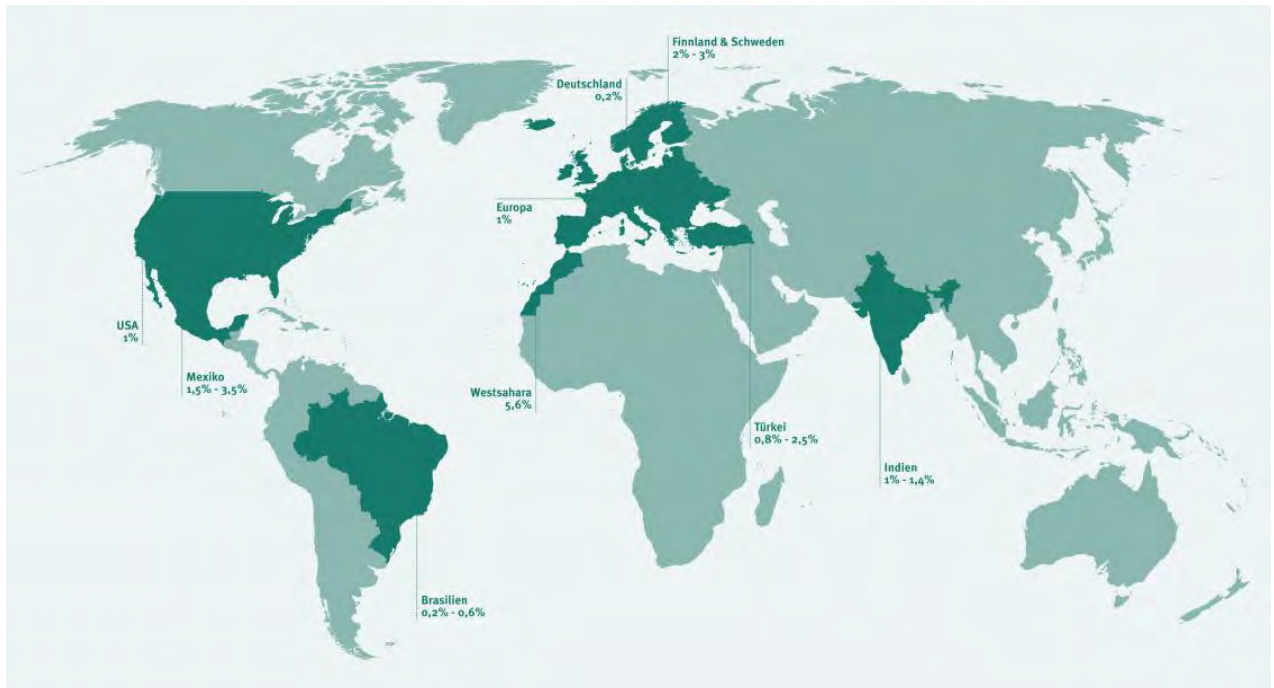 Finnland & Schweden
2% - 3%
Deutschland
0,2%
Europa
1%
USA
1%
Mexiko
1,5% - 3,5%
Westsahara
5,6%
Türkei
0,8% - 2,5%
Indien
1% - 1,4%
Brasilien
0,2% - 0,6%